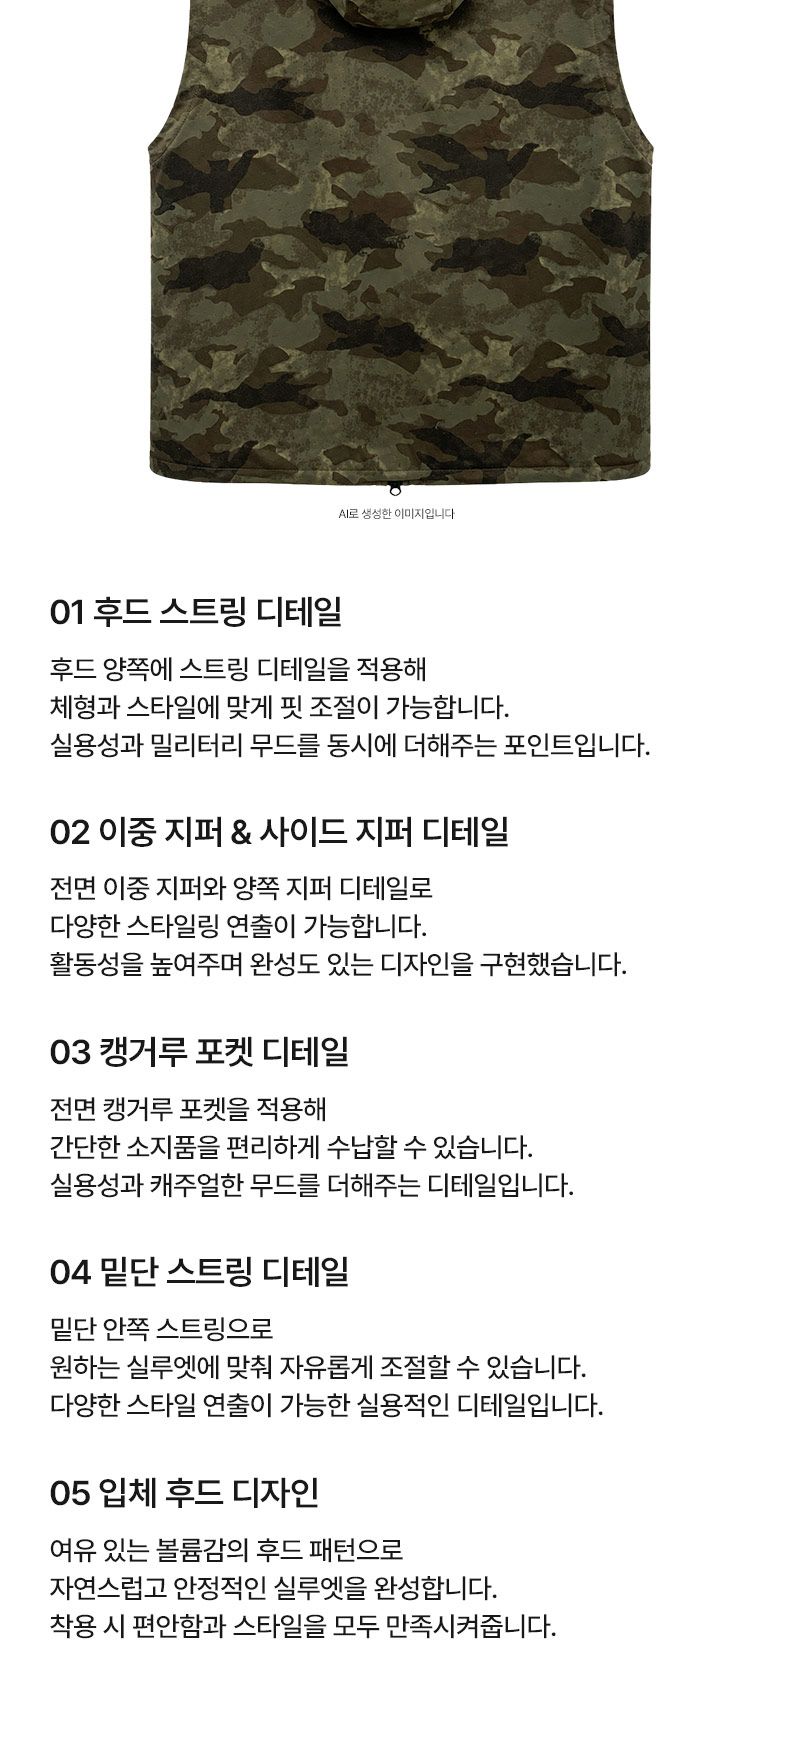 AI로 생성한 이미지입니다
01 후드 스트링 디테일
후드 양쪽에 스트링 디테일을 적용해
체형과 스타일에 맞게 핏 조절이 가능합니다.
실용성과 밀리터리 무드를 동시에 더해주는 포인트입니다.
02 이중 지퍼 & 사이드 지퍼 디테일
전면 이중 지퍼와 양쪽 지퍼 디테일로
다양한 스타일링 연출이 가능합니다.
활동성을 높여주며 완성도 있는 디자인을 구현했습니다.
03 캥거루 포켓 디테일
전면 캥거루 포켓을 적용해
간단한 소지품을 편리하게 수납할 수 있습니다.
실용성과 캐주얼한 무드를 더해주는 디테일입니다.
04 밑단 스트링 디테일
밑단 안쪽 스트링으로
원하는 실루엣에 맞춰 자유롭게 조절할 수 있습니다.
다양한 스타일 연출이 가능한 실용적인 디테일입니다.
05 입체 후드 디자인
여유 있는 볼륨감의 후드 패턴으로
자연스럽고 안정적인 실루엣을 완성합니다.
착용 시 편안함과 스타일을 모두 만족시켜줍니다.